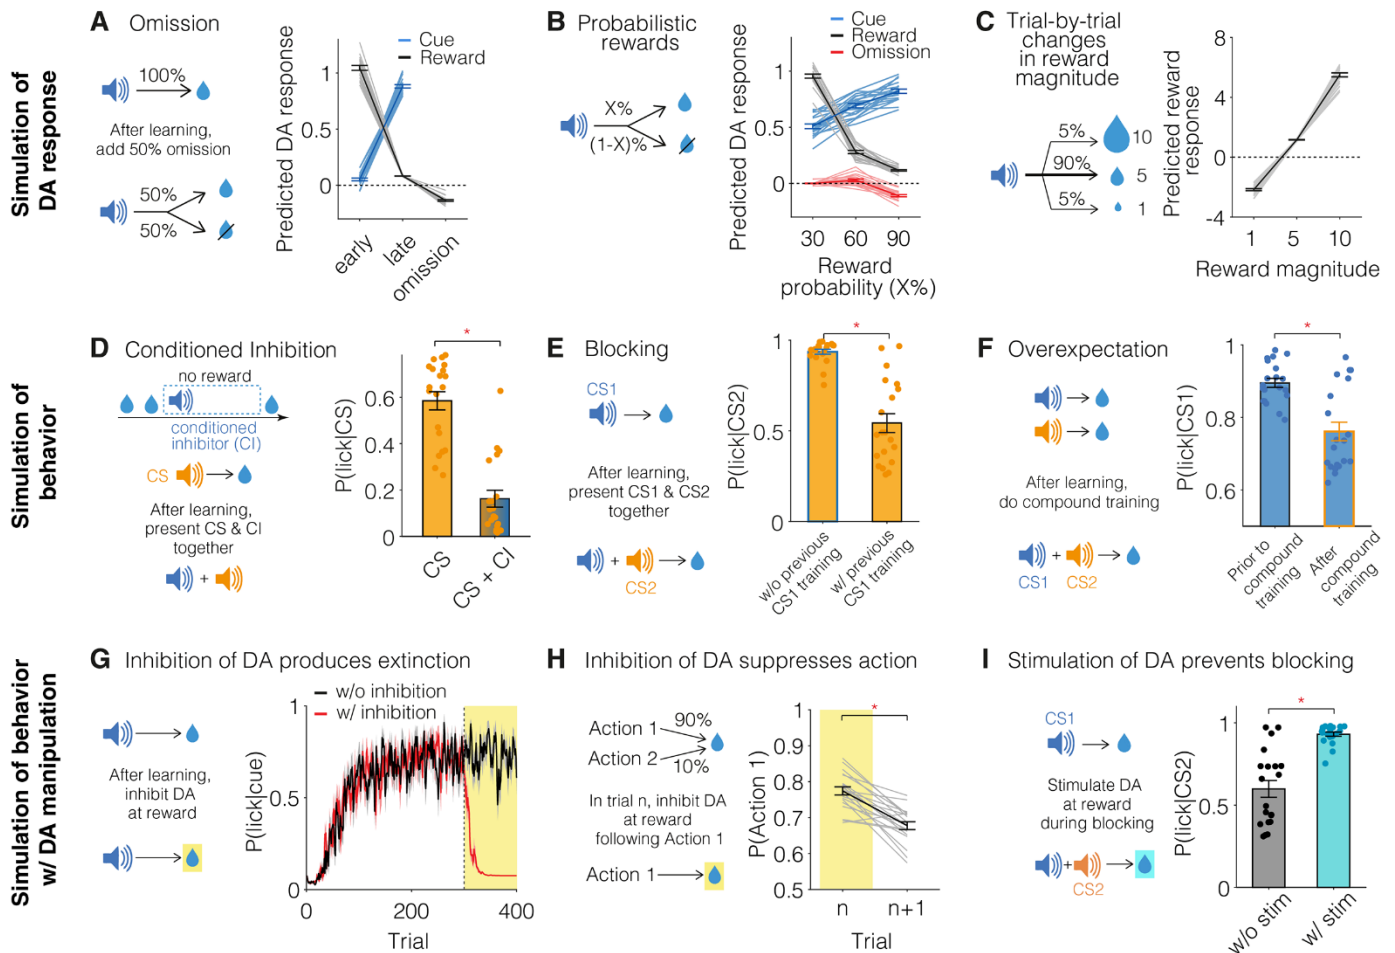 Simulation of
DA response
A Omission
100%
After learning,
add 50% omission
50%
50%
Predicted DA response
Cue
Reward
1
0.5
0
early
late
omission
B Probabilistic
rewards
X%
(1-X)%
Predicted DA response
Cue
Reward
Omission
1
0.5
0
30 60 90
Reward
probability (X%)
C Trial-by-trial
changes
in reward
magnitude
5%
10
90%
5
5%
1
Predicted reward
response
8
4
0
-4
1 5 10
Reward magnitude
Simulation of
behavior
D Conditioned Inhibition
no reward
conditioned
inhibitor (CI)
CS
After learning,
present CS & CI
together
+
P(lick|CS)
*
0.6
0.4
0.2
0
CS
CS + CI
E Blocking
CS1
After learning,
present CS1 & CS2
together
+
CS2
P(lick|CS2)
*
1
0.5
0
w/o previous
CS1 training
w/ previous
CS1 training
F Overexpectation
After learning,
do compound training
+
CS1 CS2
P(lick|CS1)
*
1
0.8
0.6
Prior to
compound
training
After
compound
training
Simulation of behavior
w/ DA manipulation
G Inhibition of DA produces extinction
After learning,
inhibit DA
at reward
w/o inhibition
w/ inhibition
P(lick|cue)
1
0.5
0
0 200 400
Trial
H Inhibition of DA suppresses action
Action 1
90%
Action 2
10%
In trial n, inhibit DA
at reward
following Action 1
Action 1
P(Action 1)
*
1
0.9
0.8
0.7
0.6
0.5
n n+1
Trial
I Stimulation of DA prevents blocking
CS1
Stimulate DA
at reward
during blocking
+
CS2
P(lick|CS2)
*
1
0.5
0
w/o stim
w/ stim